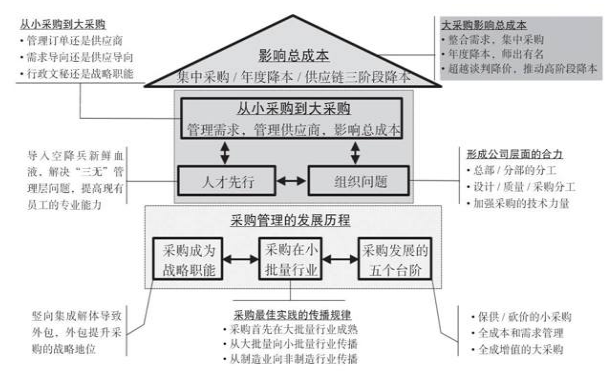 从小采购到大采购
• 管理订单还是供应商
• 需求导向还是供应导向
• 行政文秘还是战略职能
影响总成本
集中采购 / 年度降本 / 供应链三阶段降本
大采购影响总成本
• 整合需求，集中采购
• 年度降本，师出有名
• 超越谈判降价，推动高阶段降本
从小采购到大采购
管理需求，管理供应商，影响总成本
人才先行
组织问题
导入空降兵新鲜血
液，解决“三无”管
理层问题，提高现有
员工的专业能力
形成公司层面的合力
• 总部 / 分部的分工
• 设计 / 质量 / 采购分工
• 加强采购的技术力量
采购管理的发展历程
采购成为
战略职能
采购在小
批量行业
采购发展的
五个台阶
竖向集成解体导致
外包，外包提升采
购的战略地位
采购最佳实践的传播规律
• 采购首先在大批量行业成熟
• 从大批量向小批量行业传播
• 从制造业向非制造行业传播
• 保供 / 砍价的小采购
• 全成本和需求管理
• 全成增值的大采购